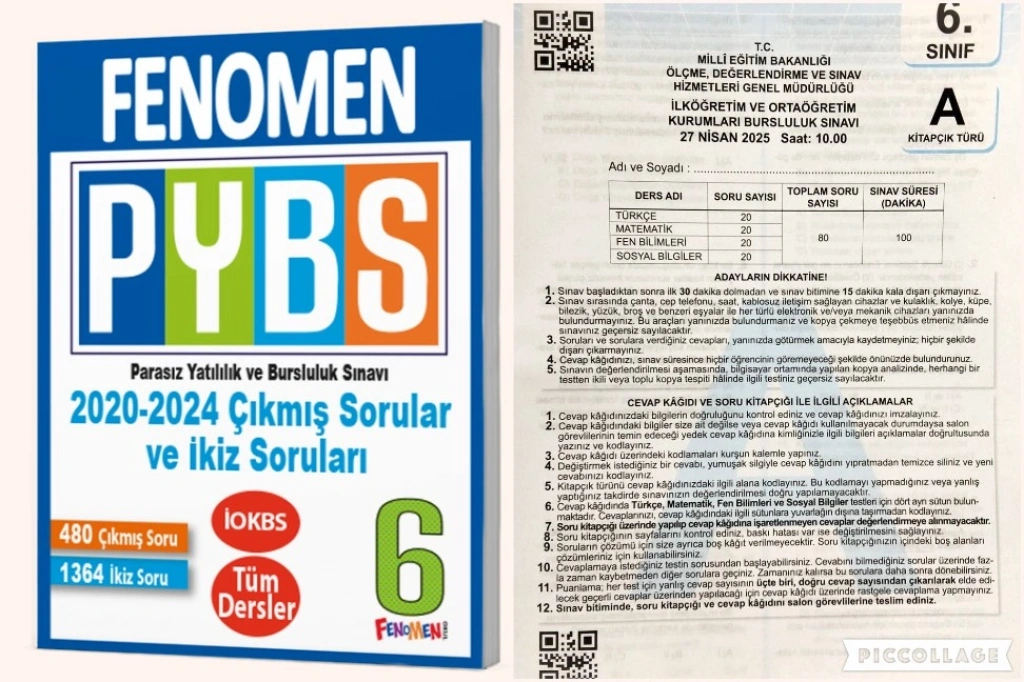 FENOMEN
PYBS
Parasız Yatılılık ve Bursluluk Sınavı
2020-2024 Çıkmış Sorular
ve ikiz Soruları
480 Çıkmış Soru
1364 İkiz Soru
İOKBS
Tüm
Dersler
6
FENOMEN
6.
SINIF
A
KİTAPÇIK TÜRÜ
T.C.
MİLLÎ EĞİTİM BAKANLIĞI
ÖLÇME, DEĞERLENDİRME VE SINAV
HİZMETLERİ GENEL MÜDÜRLÜĞÜ
İLKÖĞRETİM VE ORTAÖĞRETİM
KURUMLARI BURSLULUK SINAVI
27 NİSAN 2025 Saat: 10.00
Adı ve Soyadı : ........................................................
DERS ADI SORU SAYISI TOPLAM SORU SAYISI SINAV SÜRESİ (DAKİKA)
TÜRKÇE 20
MATEMATİK 20
FEN BİLİMLERİ 20
SOSYAL BİLGİLER 20
80 100
ADAYLARIN DİKKATİNE!
1. Sınav başladıktan sonra ilk 30 dakika dolmadan ve sınav bitimine 15 dakika kala dışarı çıkmayınız.
2. Sınav sırasında çanta, cep telefonu, saat, kablosuz iletişim sağlayan cihazlar ve kulaklık, kolye, küpe,
bilezik, yüzük, broş ve benzeri eşyalar ile her türlü elektronik ve/veya mekanik cihazları yanınızda
bulundurmayınız. Bu araçları yanınızda bulundurmanız ve kopya çekmeye teşebbüs etmeniz hâlinde
sınavınız geçersiz sayılacaktır.
3. Soruları ve sorulara verdiğiniz cevapları, yanınızda götürmek amacıyla kaydetmeyiniz; hiçbir şekilde
dışarı çıkarmayınız.
4. Cevap kâğıdınızı, sınav süresince hiçbir öğrencinin göremeyeceği şekilde önünüzde bulundurunuz.
5. Sınavın değerlendirilmesi aşamasında, bilgisayar ortamında yapılan kopya analizinde, herhangi bir
testten ikili veya toplu kopya tespiti hâlinde ilgili testiniz geçersiz sayılacaktır.
CEVAP KÂĞIDI VE SORU KİTAPÇIĞI İLE İLGİLİ AÇIKLAMALAR
1. Cevap kâğıdınızdaki bilgilerin doğruluğunu kontrol ediniz ve cevap kâğıdınızı imzalayınız.
2. Cevap kâğıdındaki bilgiler size ait değilse veya cevap kâğıdı kullanılmayacak durumdaysa salon
görevlilerinin temin edeceği yedek cevap kâğıdına kimliğinizle ilgili bilgileri açıklamalar doğrultusunda
yazınız ve kodlayınız.
3. Cevap kâğıdı üzerindeki kodlamaları kurşun kalemle yapınız.
4. Değiştirmek istediğiniz bir cevabı, yumuşak silgiyle cevap kâğıdını yıpratmadan temizce siliniz ve yeni
cevabınızı kodlayınız.
5. Kitapçık türünü cevap kâğıdınızdaki ilgili alana kodlayınız. Bu kodlamayı yapmadığınız veya yanlış
yaptığınız takdirde sınavınızın değerlendirilmesi doğru yapılamayacaktır.
6. Cevap kâğıdında Türkçe, Matematik, Fen Bilimleri ve Sosyal Bilgiler testleri için dört ayrı sütun bulun-
maktadır. Cevaplarınızı, cevap kâğıdındaki ilgili sütunlara yuvarlağın dışına taşırmadan kodlayınız.
7. Soru kitapçığı üzerinde yapılıp cevap kâğıdına işaretlenmeyen cevaplar değerlendirmeye alınmayacaktır.
8. Soru kitapçığının sayfalarını kontrol ediniz, baskı hatası var ise değiştirilmesini sağlayınız.
9. Soruların çözümü için size ayrıca boş kâğıt verilmeyecektir. Soru kitapçığınızın içindeki boş alanları
çözümleriniz için kullanabilirsiniz.
10. Cevaplamaya istediğiniz testin sorusundan başlayabilirsiniz. Cevabını bilmediğiniz sorular üzerinde faz-
la zaman kaybetmeden diğer sorulara geçiniz. Zamanınız kalırsa bu sorulara daha sonra dönebilirsiniz.
11. Puanlama; her test için yanlış cevap sayısının üçte biri, doğru cevap sayısından çıkarılarak elde edi-
lecek geçerli cevaplar üzerinden yapılacağı için cevap kâğıdı üzerinde rastgele cevaplama yapmayınız.
12. Sınav bitiminde, soru kitapçığı ve cevap kâğıdını salon görevlilerine teslim ediniz.
PICCOLLAGE